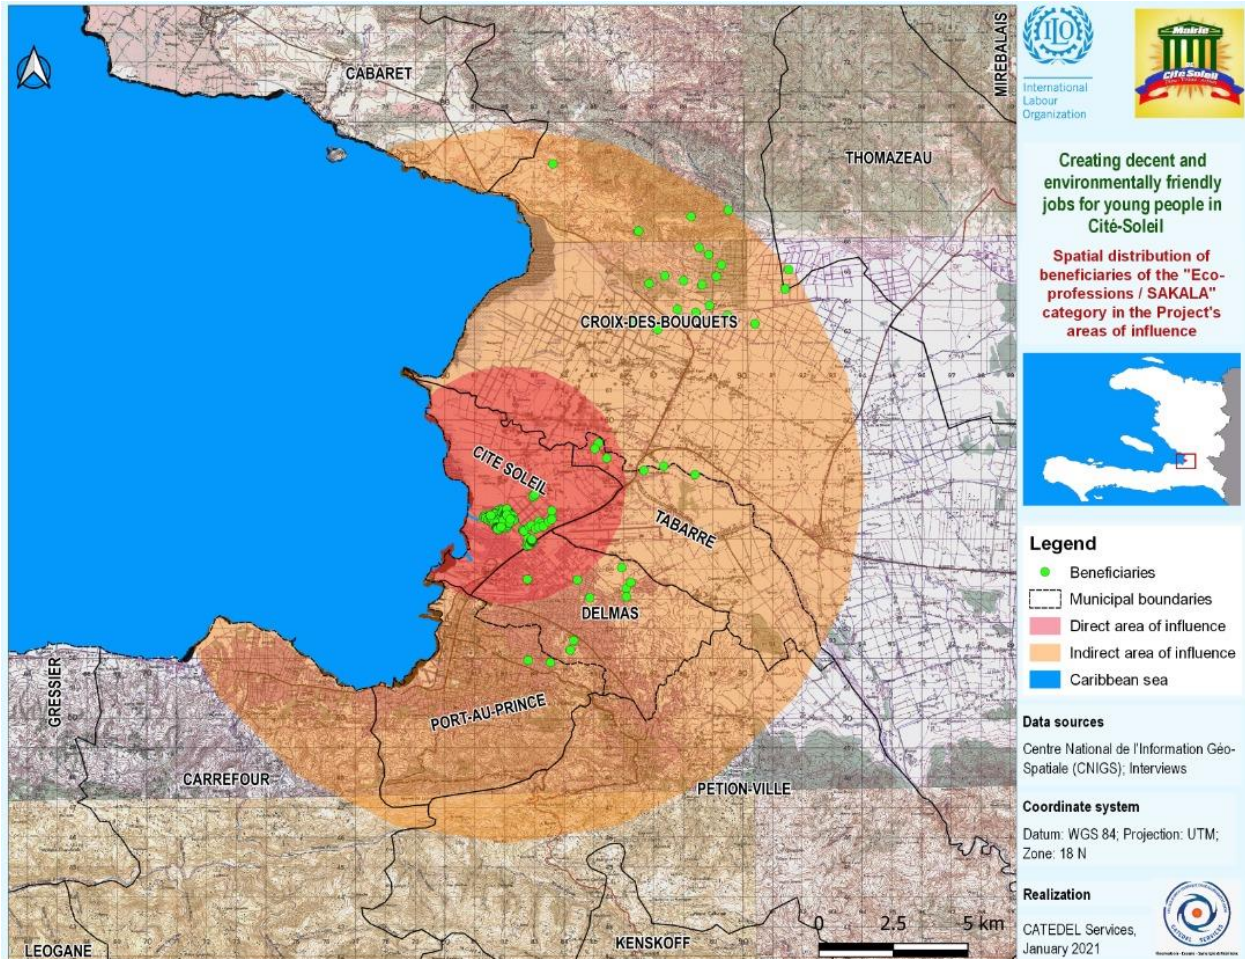 CABARET
MIREBALAIS
THOMAZEAU
CROIX-DES-BOUQUETS
CITE SOLEIL
TABARRE
DELMAS
GRESSIER
PORT-AU-PRINCE
CARREFOUR
PETION-VILLE
LEOGANE
KENSKOFF
0 2.5 5 km
ILO
International
Labour
Organization
Mairie
Cité Soleil
Creating decent and
environmentally friendly
jobs for young people in
Cité-Soleil
Spatial distribution of
beneficiaries of the "Eco-
professions / SAKALA"
category in the Project's
areas of influence
Legend
Beneficiaries
Municipal boundaries
Direct area of influence
Indirect area of influence
Caribbean sea
Data sources
Centre National de l'Information Géo-
Spatiale (CNIGS); Interviews
Coordinate system
Datum: WGS 84; Projection: UTM;
Zone: 18 N
Realization
CATEDEL Services,
January 2021
CATEDEL SERVICES